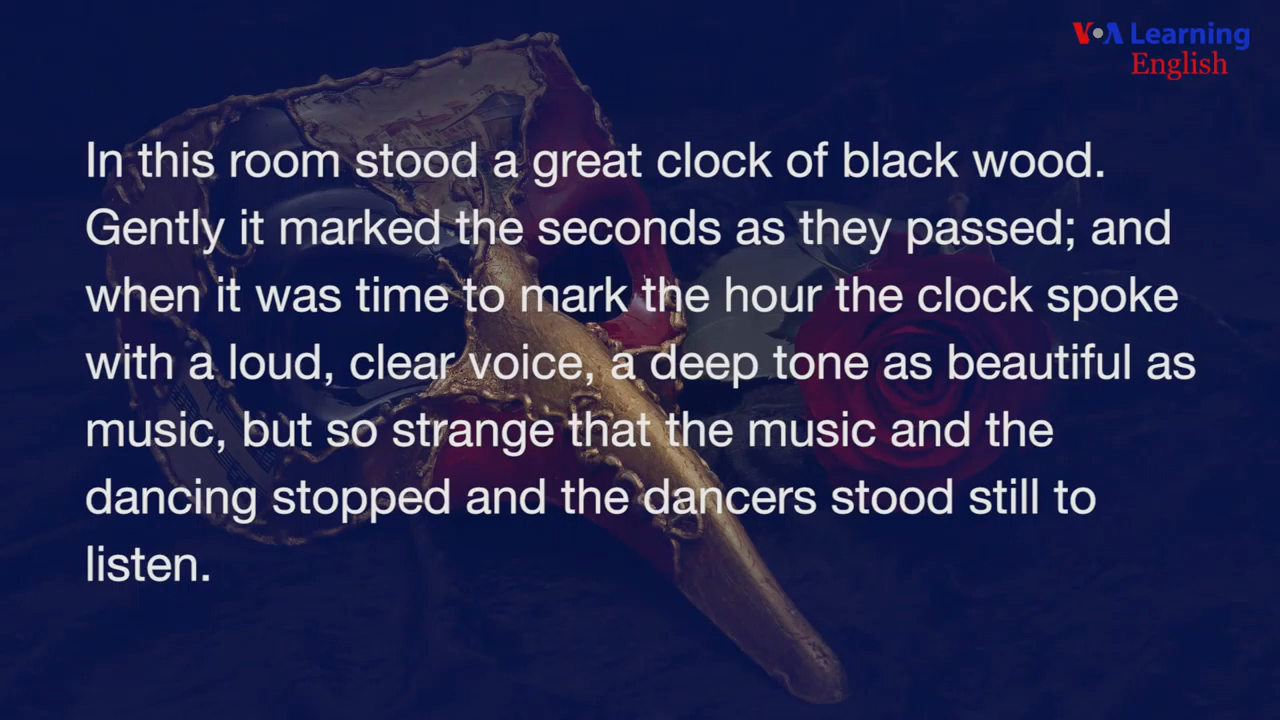 VOA Learning
English
In this room stood a great clock of black wood.
Gently it marked the seconds as they passed; and
when it was time to mark the hour the clock spoke
with a loud, clear voice, a deep tone as beautiful as
music, but so strange that the music and the
dancing stopped and the dancers stood still to
listen.